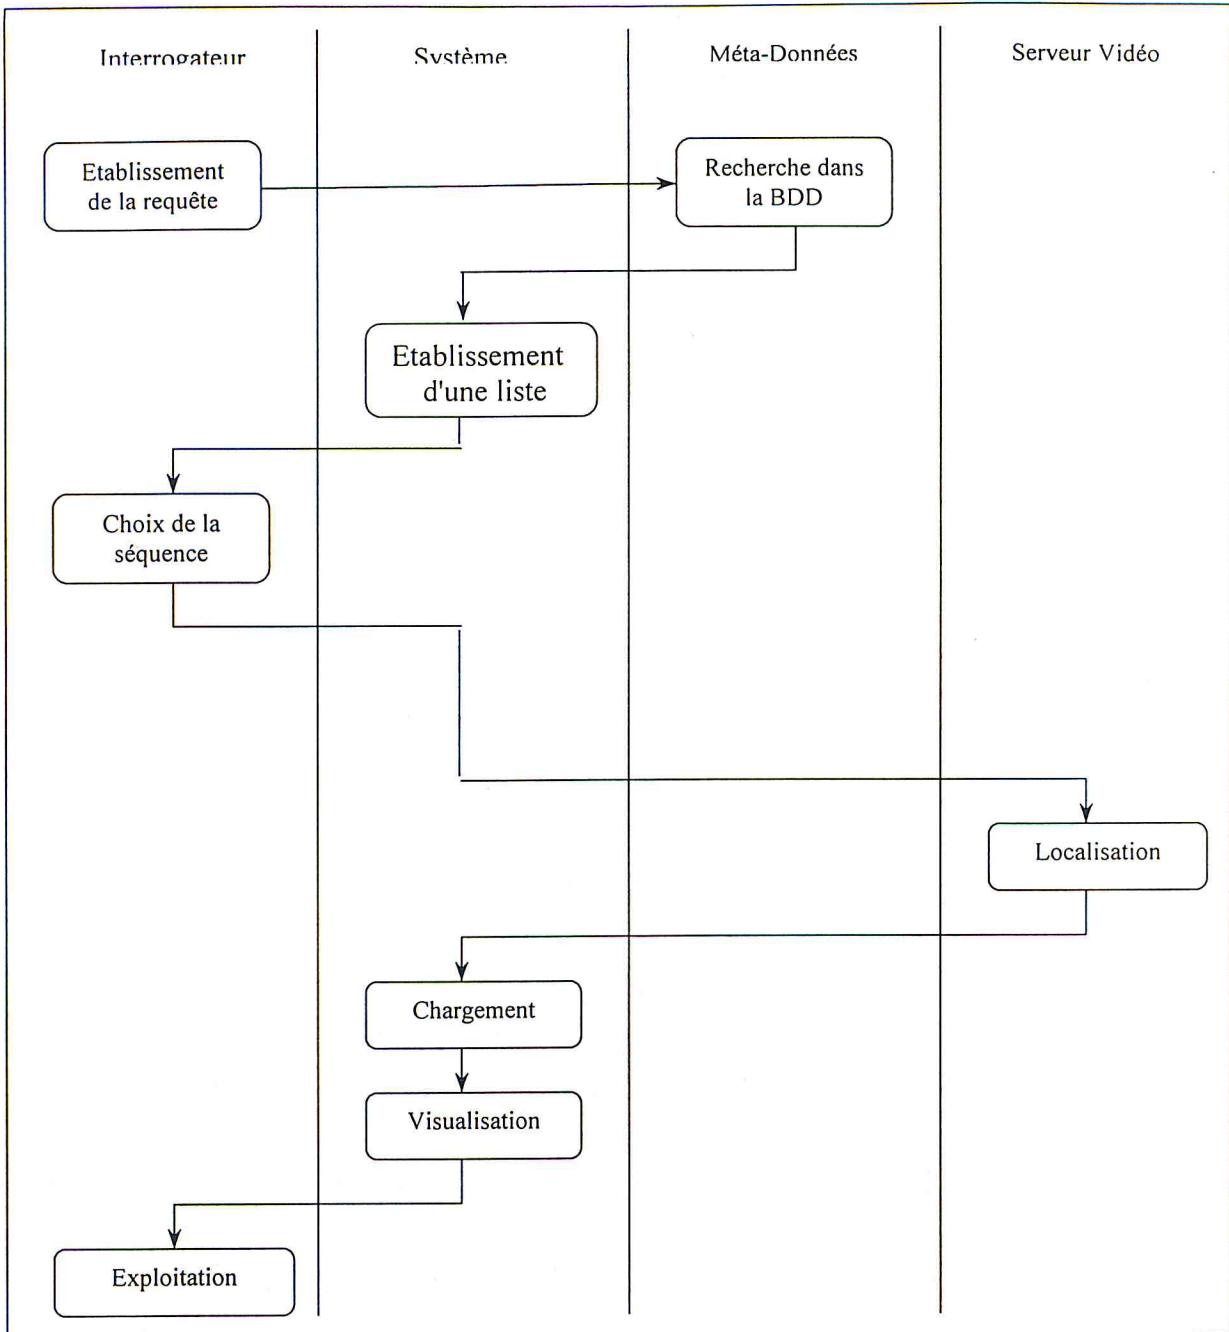 Interrogateur
Système
Méta-Données
Serveur Vidéo
Etablissement
de la requête
Recherche dans
la BDD
Etablissement
d'une liste
Choix de la
séquence
Localisation
Chargement
Visualisation
Exploitation